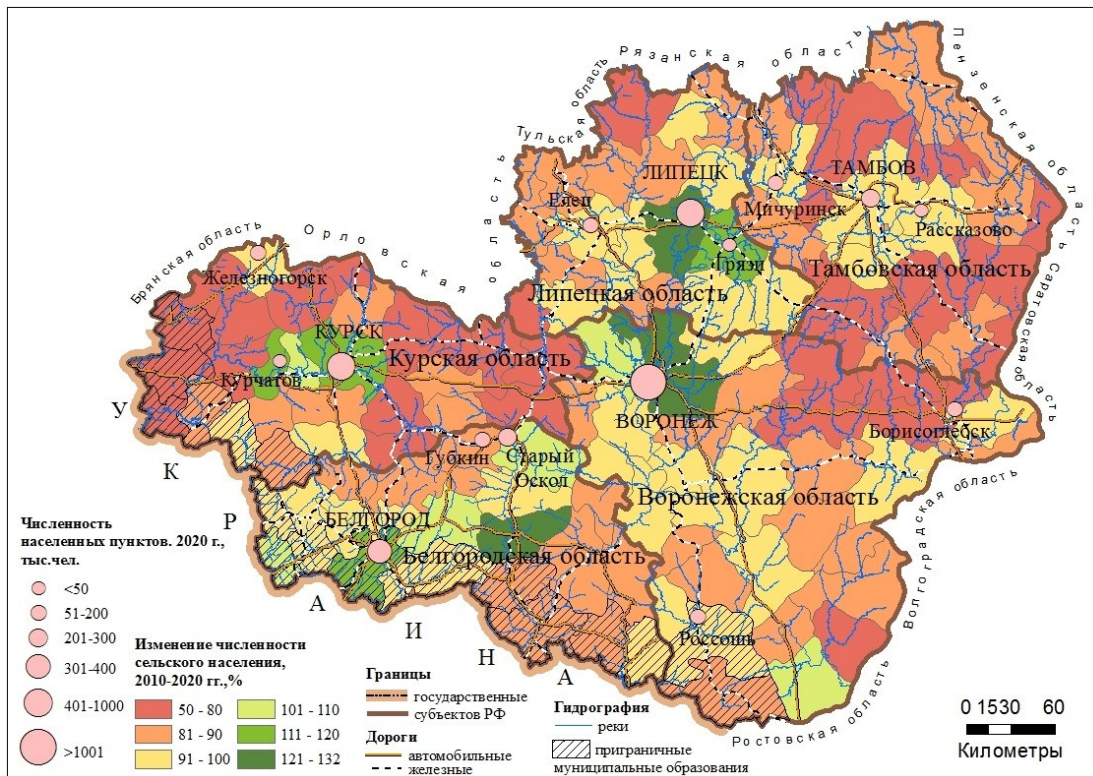 Рязанская область
Пензенская область
Тульская область
ЛИПЕЦК
ТАМБОВ
Елец
Мичуринск
Рассказово
Грязи
Тамбовская область
Липецкая область
Саратовская область
Брянская область
Орловская область
Железногорск
КУРСК
Курская область
Курчатов
ВОРОНЕЖ
Борисоглебск
Губкин
Старый
Оскол
Воронежская область
Волгоградская область
БЕЛГОРОД
Белгородская область
Россошь
Ростовская область
У К Р А И Н А
Численность
населенных пунктов. 2020 г.,
тыс.чел.
<50
51-200
201-300
301-400
401-1000
>1001
Изменение численности
сельского населения,
2010-2020 гг.,%
50 - 80
81 - 90
91 - 100
101 - 110
111 - 120
121 - 132
Границы
государственные
субъектов РФ
Дороги
автомобильные
железные
Гидрография
реки
приграничные
муниципальные образования
0 1530 60
Километры